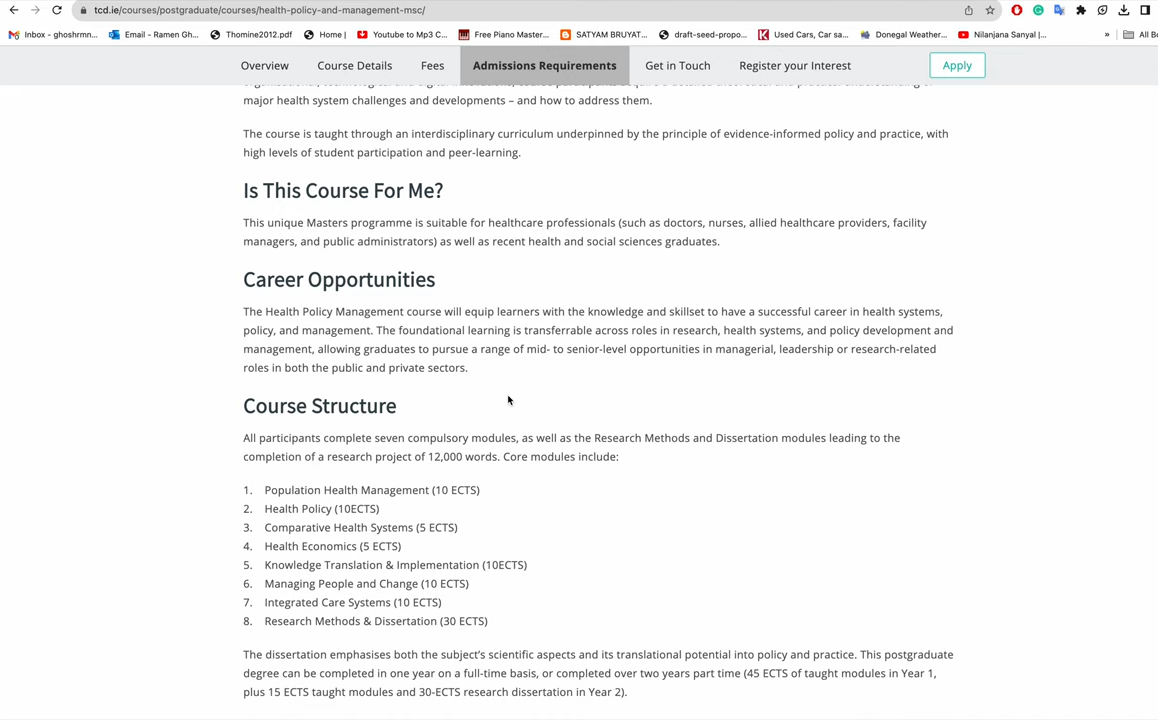 tcd.ie/courses/postgraduate/courses/health-policy-and-management-msc/
Inbox - ghoshrmn... Email - Ramen Gh... Thomine2012.pdf Home | Youtube to Mp3 C... Free Piano Master... SATYAM BRUYAT... draft-seed-propo... Used Cars, Car sa... Donegal Weather... Nilanjana Sanyal |... » All Bo
Overview Course Details Fees Admissions Requirements Get in Touch Register your Interest Apply
major health system challenges and developments – and how to address them.
The course is taught through an interdisciplinary curriculum underpinned by the principle of evidence-informed policy and practice, with
high levels of student participation and peer-learning.
Is This Course For Me?
This unique Masters programme is suitable for healthcare professionals (such as doctors, nurses, allied healthcare providers, facility
managers, and public administrators) as well as recent health and social sciences graduates.
Career Opportunities
The Health Policy Management course will equip learners with the knowledge and skillset to have a successful career in health systems,
policy, and management. The foundational learning is transferrable across roles in research, health systems, and policy development and
management, allowing graduates to pursue a range of mid- to senior-level opportunities in managerial, leadership or research-related
roles in both the public and private sectors.
Course Structure
All participants complete seven compulsory modules, as well as the Research Methods and Dissertation modules leading to the
completion of a research project of 12,000 words. Core modules include:
1. Population Health Management (10 ECTS)
2. Health Policy (10ECTS)
3. Comparative Health Systems (5 ECTS)
4. Health Economics (5 ECTS)
5. Knowledge Translation & Implementation (10ECTS)
6. Managing People and Change (10 ECTS)
7. Integrated Care Systems (10 ECTS)
8. Research Methods & Dissertation (30 ECTS)
The dissertation emphasises both the subject's scientific aspects and its translational potential into policy and practice. This postgraduate
degree can be completed in one year on a full-time basis, or completed over two years part time (45 ECTS of taught modules in Year 1,
plus 15 ECTS taught modules and 30-ECTS research dissertation in Year 2).